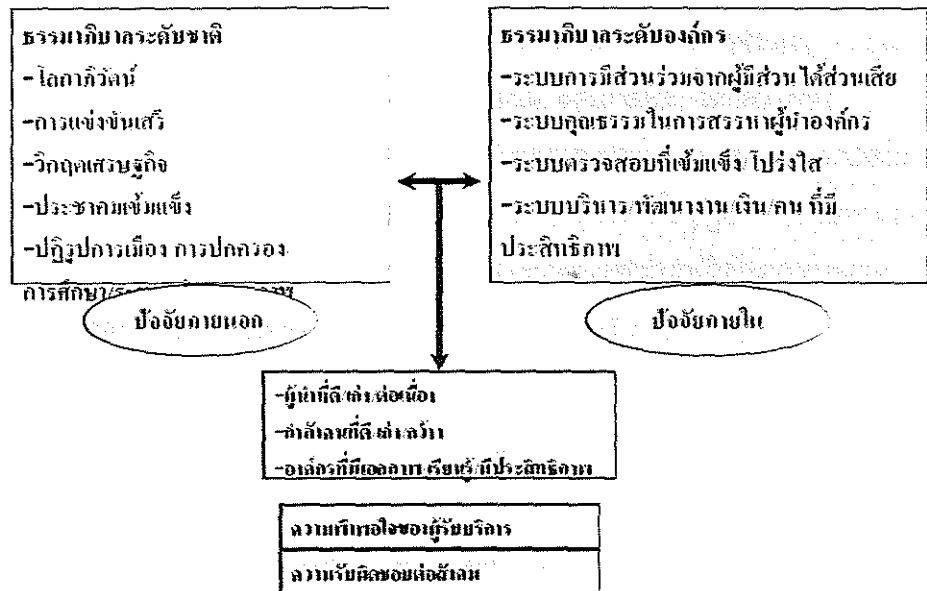 ธรรมาภิบาลระดับชาติ
-โลกาภิวัตน์
-การแข่งขันเสรี
-วิกฤตเศรษฐกิจ
-ประชาคมเข้มแข็ง
-ปฏิรูปการเมือง การปกครอง
การศึกษา/
ปัจจัยภายนอก
ธรรมาภิบาลระดับองค์กร
-ระบบการมีส่วนร่วมจากผู้มีส่วนได้ส่วนเสีย
-ระบบคุณธรรมในการสรรหาผู้นำองค์กร
-ระบบตรวจสอบที่เข้มแข็ง/โปร่งใส
-ระบบบริหาร/พัฒนางาน/เงิน/คน ที่มี
ประสิทธิภาพ
ปัจจัยภายใน
-ผู้นำที่ดี/เก่ง/ต่อเนื่อง
-กำลังคนที่ดี/เก่ง/กว้าง
-องค์กรที่มีเอกภาพ/เรียนรู้/มีประสิทธิภาพ
ความพึงพอใจของผู้รับบริการ
ความรับผิดชอบต่อสังคม